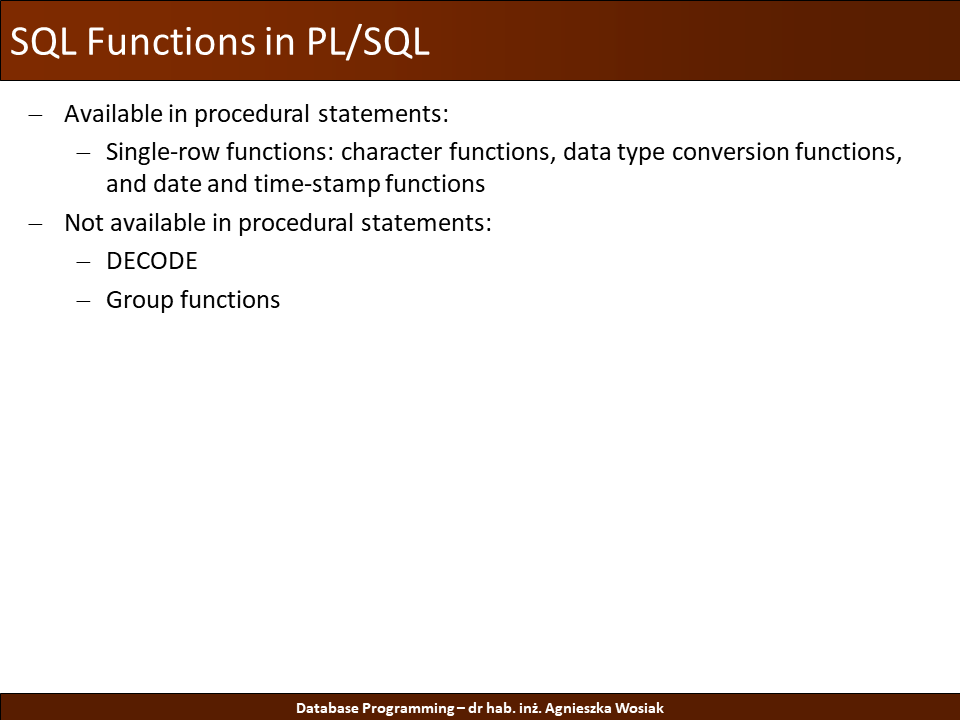 SQL Functions in PL/SQL
– Available in procedural statements:
– Single-row functions: character functions, data type conversion functions,
and date and time-stamp functions
– Not available in procedural statements:
– DECODE
– Group functions
Database Programming – dr hab. inż. Agnieszka Wosiak